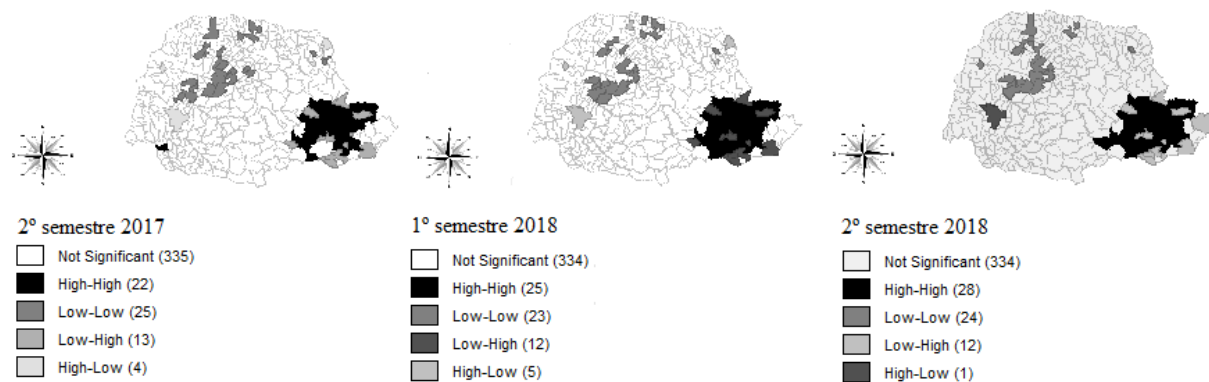 2º semestre 2017
Not Significant (335)
High-High (22)
Low-Low (25)
Low-High (13)
High-Low (4)
1º semestre 2018
Not Significant (334)
High-High (25)
Low-Low (23)
Low-High (12)
High-Low (5)
2º semestre 2018
Not Significant (334)
High-High (28)
Low-Low (24)
Low-High (12)
High-Low (1)